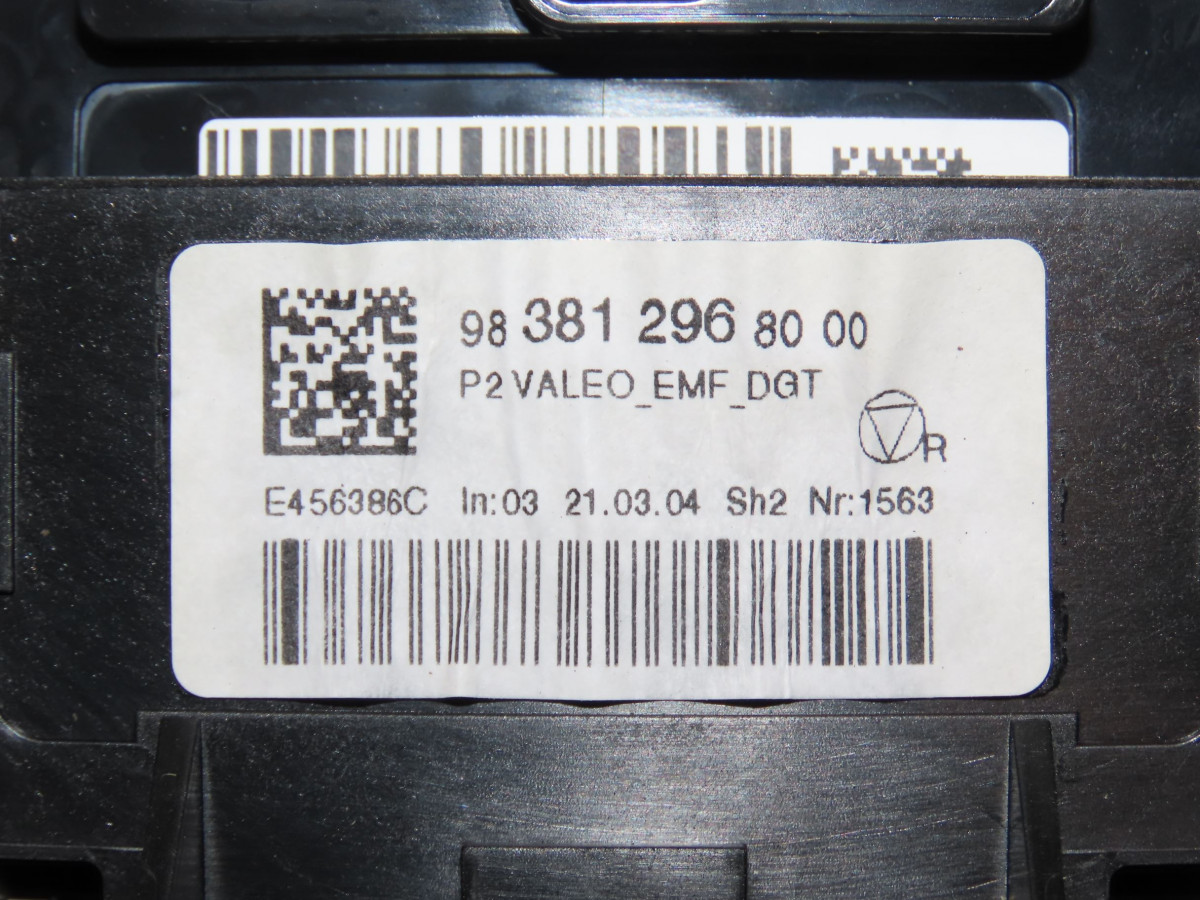 98 381 296 80 00
P2 VALEO_EMF_DGT
R
E456386C In:03 21.03.04 Sh2 Nr:1563